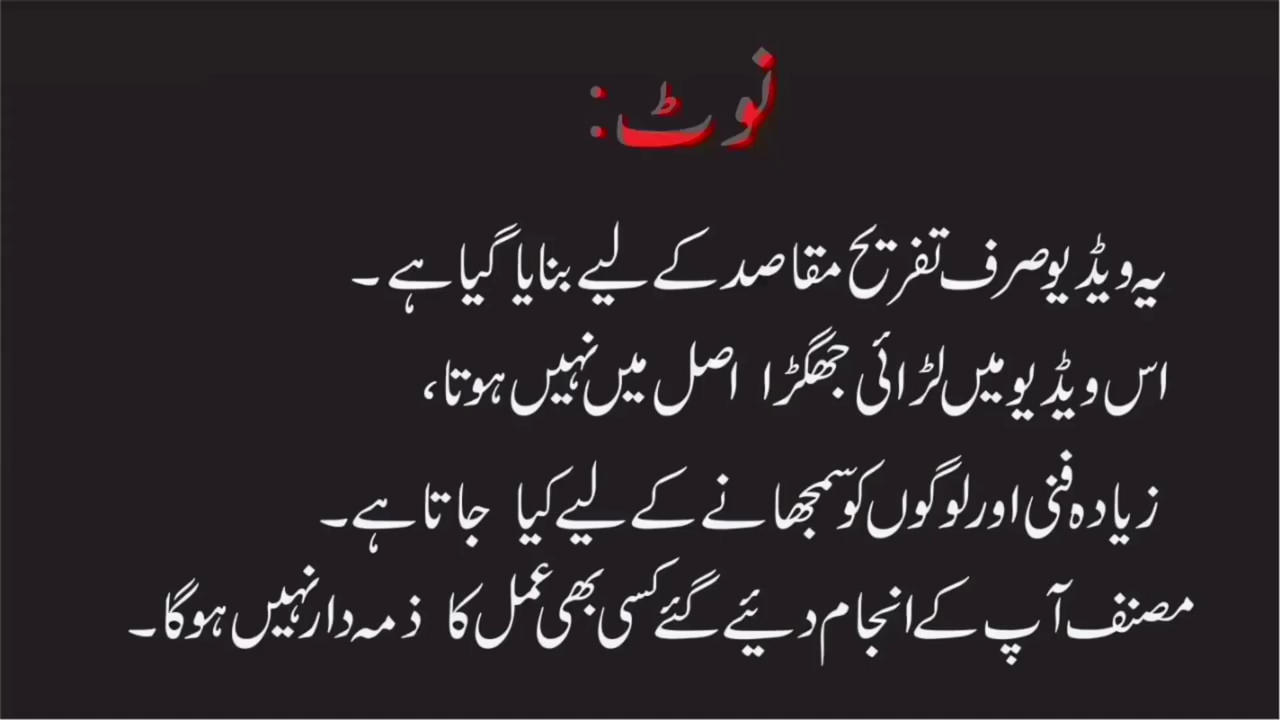 نوٹ:
یہ ویڈیو صرف تفریح مقاصد کے لیے بنایا گیا ہے۔
اس ویڈیو میں لڑائی جھگڑا اصل میں نہیں ہوتا،
زیادہ فنی اور لوگوں کو سمجھانے کے لیے کیا جاتا ہے۔
مصنف آپ کے انجام دیئے گئے کسی بھی عمل کا ذمہ دار نہیں ہوگا۔